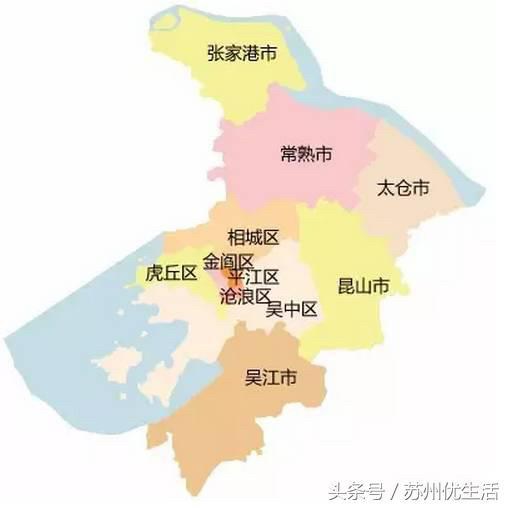 张家港市
常熟市
太仓市
相城区
金阊区
虎丘区
平江区
昆山市
沧浪区
吴中区
吴江市
头条号 / 苏州优生活